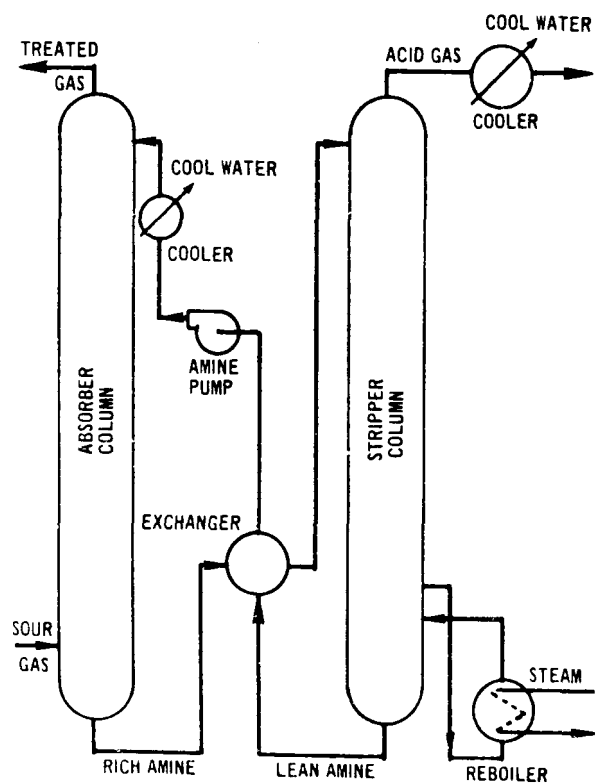 TREATED
GAS
ACID GAS
COOL WATER
COOLER
COOL WATER
COOLER
AMINE
PUMP
ABSORBER
COLUMN
STRIPPER
COLUMN
EXCHANGER
SOUR
GAS
STEAM
RICH AMINE
LEAN AMINE
REBOILER